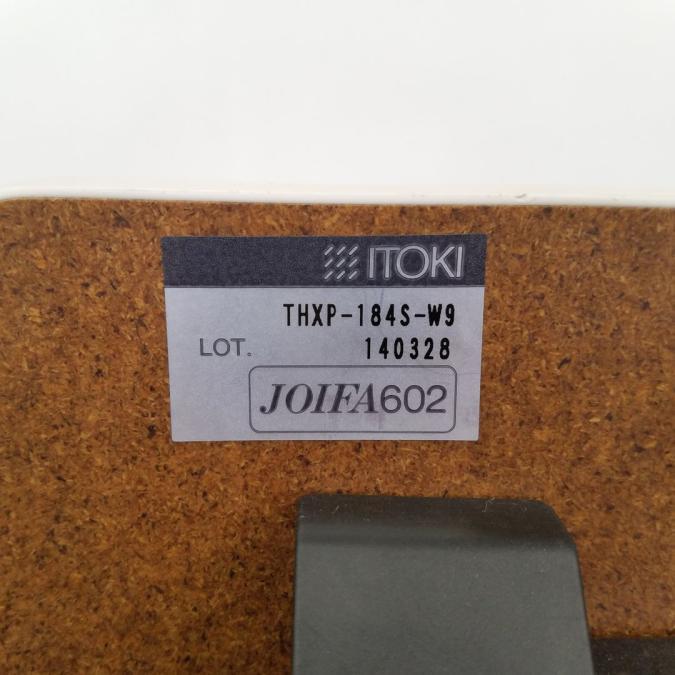 ITOKI
THXP-184S-W9
LOT. 140328
JOIFA602